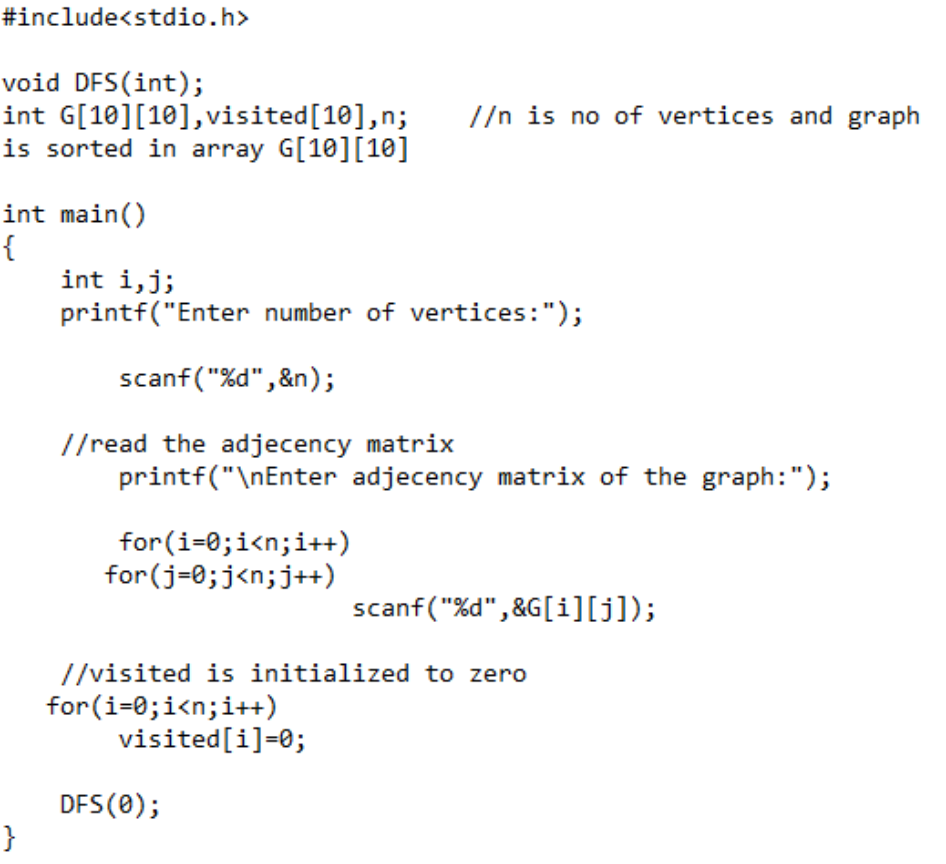 #include<stdio.h>
void DFS(int);
int G[10][10],visited[10],n;    //n is no of vertices and graph
is sorted in array G[10][10]
int main()
{
    int i,j;
    printf("Enter number of vertices:");
        scanf("%d",&n);
    //read the adjecency matrix
        printf("\nEnter adjecency matrix of the graph:");
        for(i=0;i<n;i++)
       for(j=0;j<n;j++)
                        scanf("%d",&G[i][j]);
    //visited is initialized to zero
   for(i=0;i<n;i++)
        visited[i]=0;
    DFS(0);
}